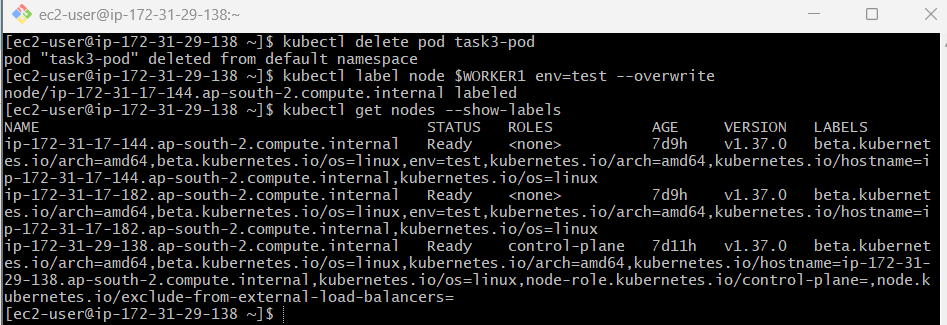 ec2-user@ip-172-31-29-138:~
[ec2-user@ip-172-31-29-138 ~]$ kubectl delete pod task3-pod
pod "task3-pod" deleted from default namespace
[ec2-user@ip-172-31-29-138 ~]$ kubectl label node $WORKER1 env=test --overwrite
node/ip-172-31-17-144.ap-south-2.compute.internal labeled
[ec2-user@ip-172-31-29-138 ~]$ kubectl get nodes --show-labels
NAME STATUS ROLES AGE VERSION LABELS
ip-172-31-17-144.ap-south-2.compute.internal Ready <none> 7d9h v1.37.0 beta.kubernet
es.io/arch=amd64,beta.kubernetes.io/os=linux,env=test,kubernetes.io/arch=amd64,kubernetes.io/hostname=i
p-172-31-17-144.ap-south-2.compute.internal,kubernetes.io/os=linux
ip-172-31-17-182.ap-south-2.compute.internal Ready <none> 7d9h v1.37.0 beta.kubernet
es.io/arch=amd64,beta.kubernetes.io/os=linux,env=test,kubernetes.io/arch=amd64,kubernetes.io/hostname=i
p-172-31-17-182.ap-south-2.compute.internal,kubernetes.io/os=linux
ip-172-31-29-138.ap-south-2.compute.internal Ready control-plane 7d11h v1.37.0 beta.kubernet
es.io/arch=amd64,beta.kubernetes.io/os=linux,kubernetes.io/arch=amd64,kubernetes.io/hostname=ip-172-31-
29-138.ap-south-2.compute.internal,kubernetes.io/os=linux,node-role.kubernetes.io/control-plane=,node.k
ubernetes.io/exclude-from-external-load-balancers=
[ec2-user@ip-172-31-29-138 ~]$